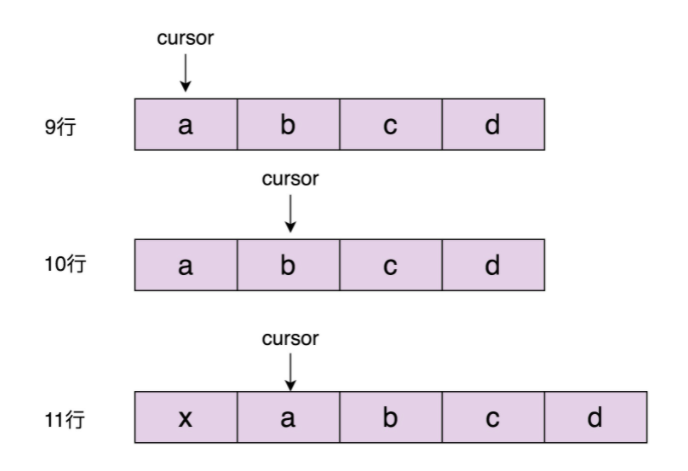 cursor
9行 a b c d
cursor
10行 a b c d
cursor
11行 x a b c d